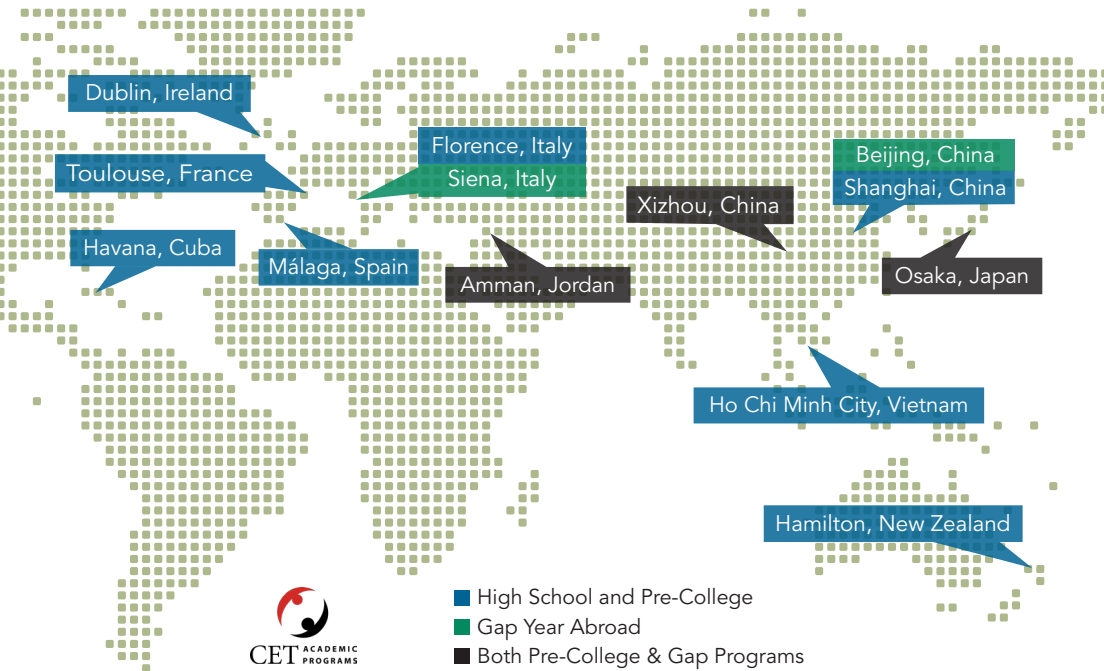 Dublin, Ireland
Florence, Italy
Beijing, China
Toulouse, France
Siena, Italy
Shanghai, China
Xizhou, China
Havana, Cuba
Málaga, Spain
Amman, Jordan
Osaka, Japan
Ho Chi Minh City, Vietnam
Hamilton, New Zealand
High School and Pre-College
Gap Year Abroad
Both Pre-College & Gap Programs
CET ACADEMIC
PROGRAMS